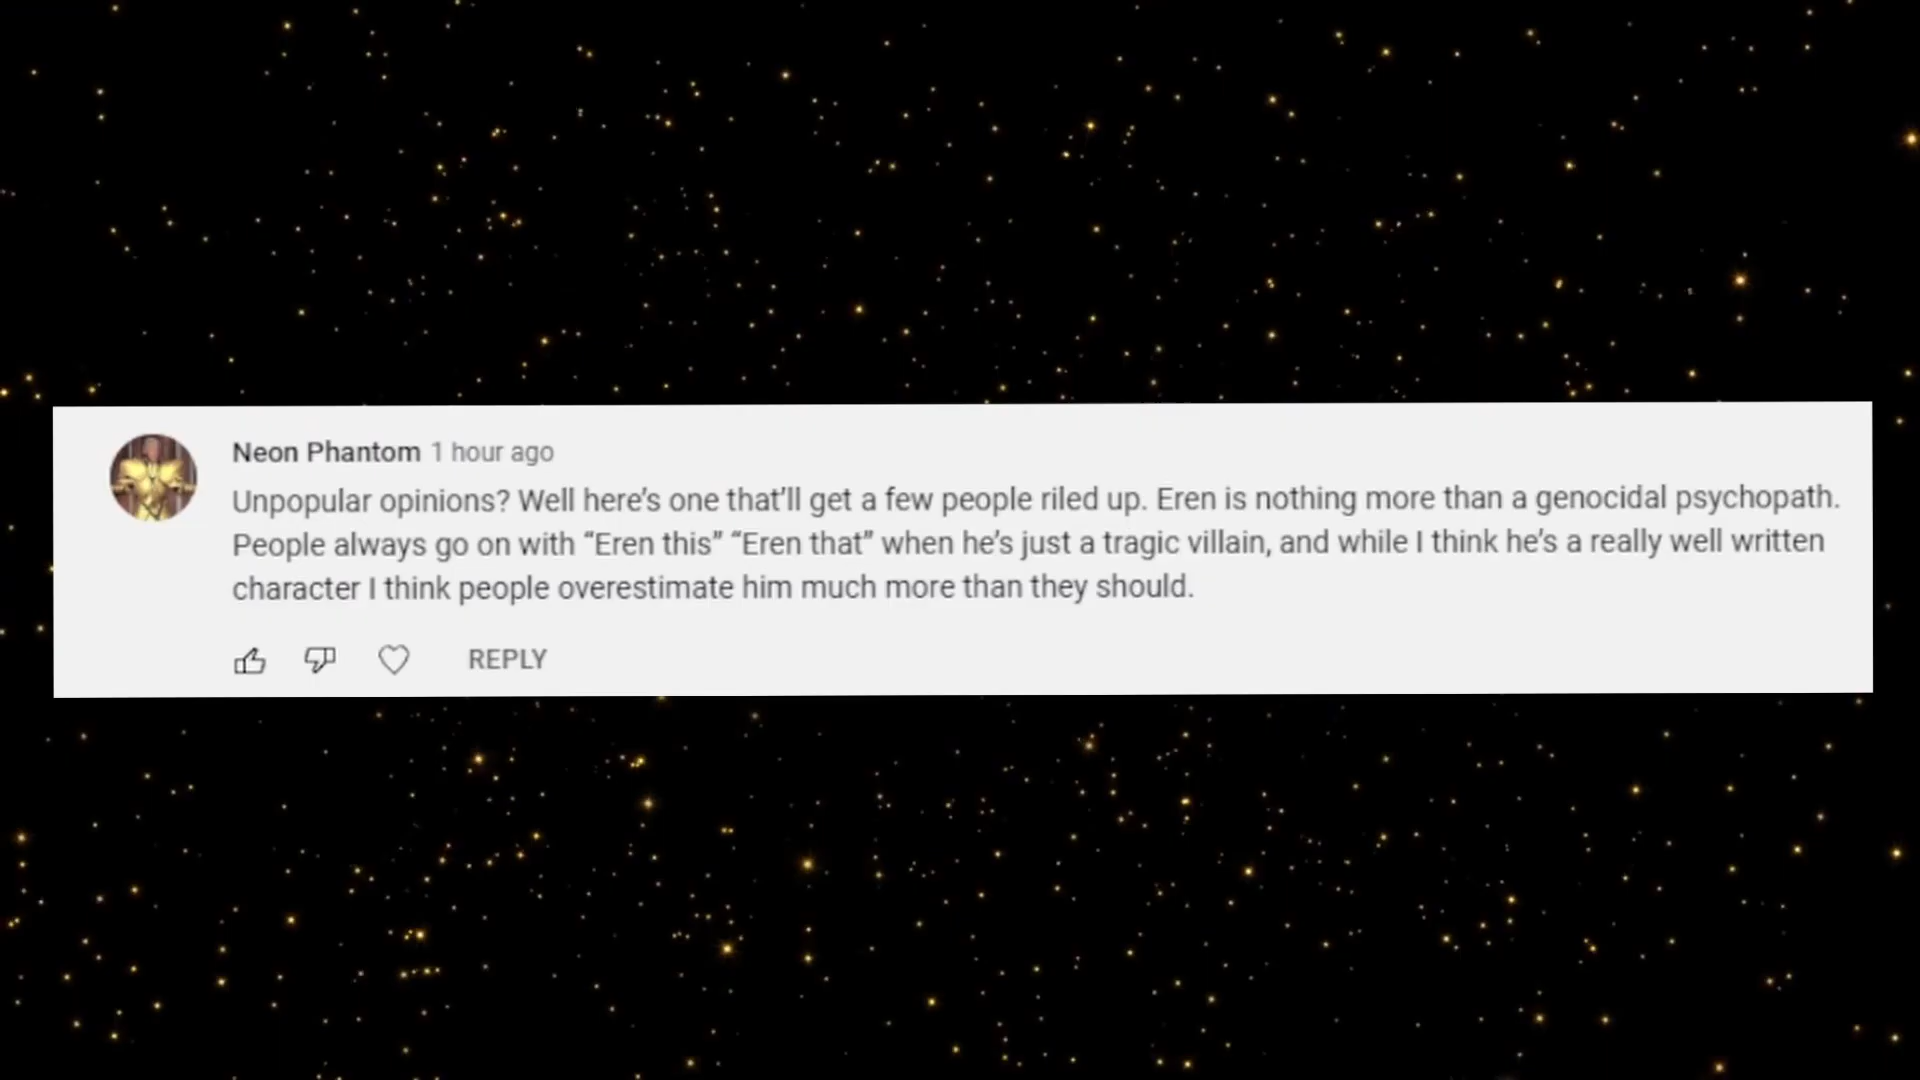 Neon Phantom 1 hour ago
Unpopular opinions? Well here’s one that’ll get a few people riled up. Eren is nothing more than a genocidal psychopath.
People always go on with “Eren this” “Eren that” when he’s just a tragic villain, and while I think he’s a really well written
character I think people overestimate him much more than they should.
REPLY